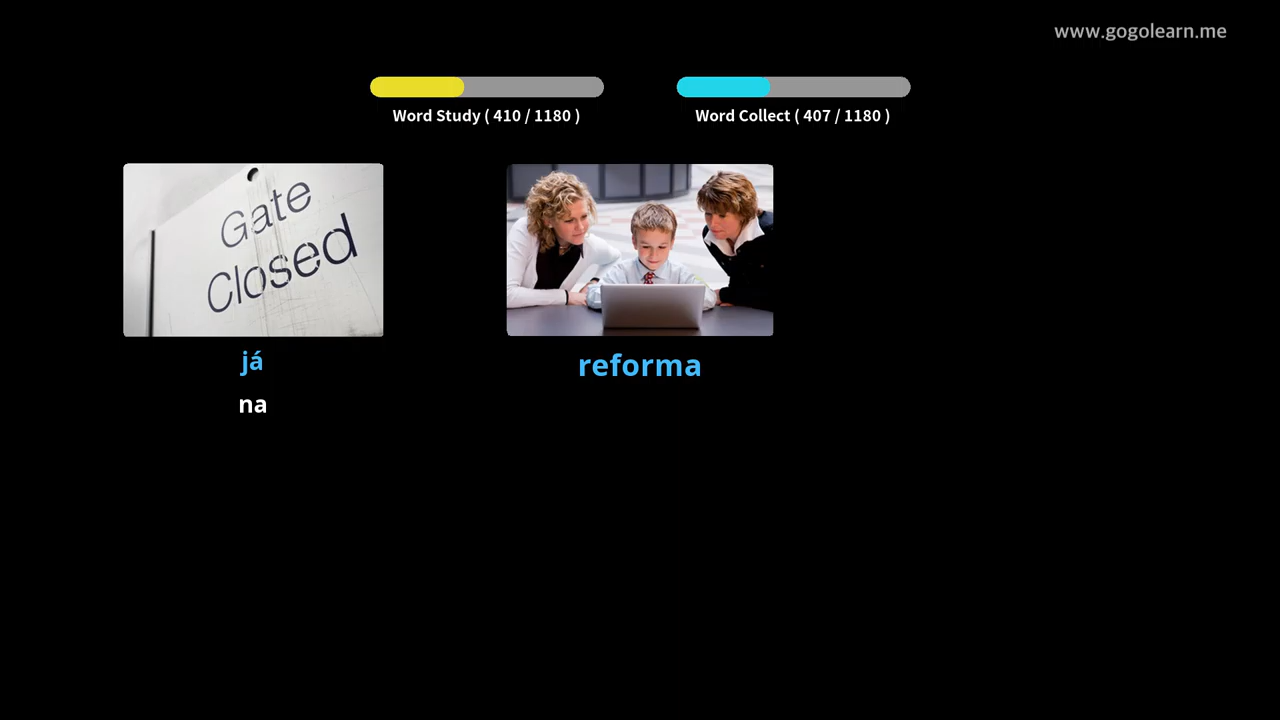 www.gogolearn.me
Word Study ( 410 / 1180 )
Word Collect ( 407 / 1180 )
Gate
Closed
já
na
reforma